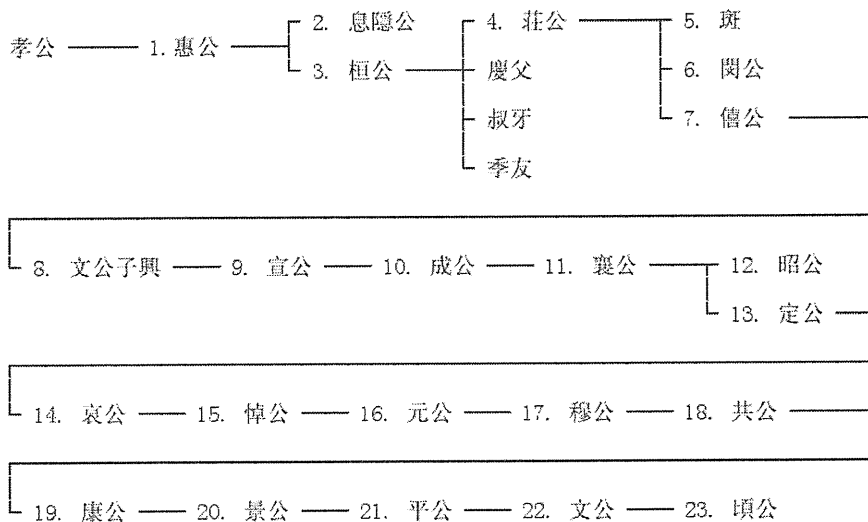 2. 息隠公 4. 荘公 5. 斑
孝公 1. 惠公
3. 桓公 慶父 6. 閔公
叔牙 7. 僖公
季友
8. 文公子興 9. 宣公 10. 成公 11. 襄公 12. 昭公
13. 定公
14. 哀公 15. 悼公 16. 元公 17. 穆公 18. 共公
19. 康公 20. 景公 21. 平公 22. 文公 23. 頃公